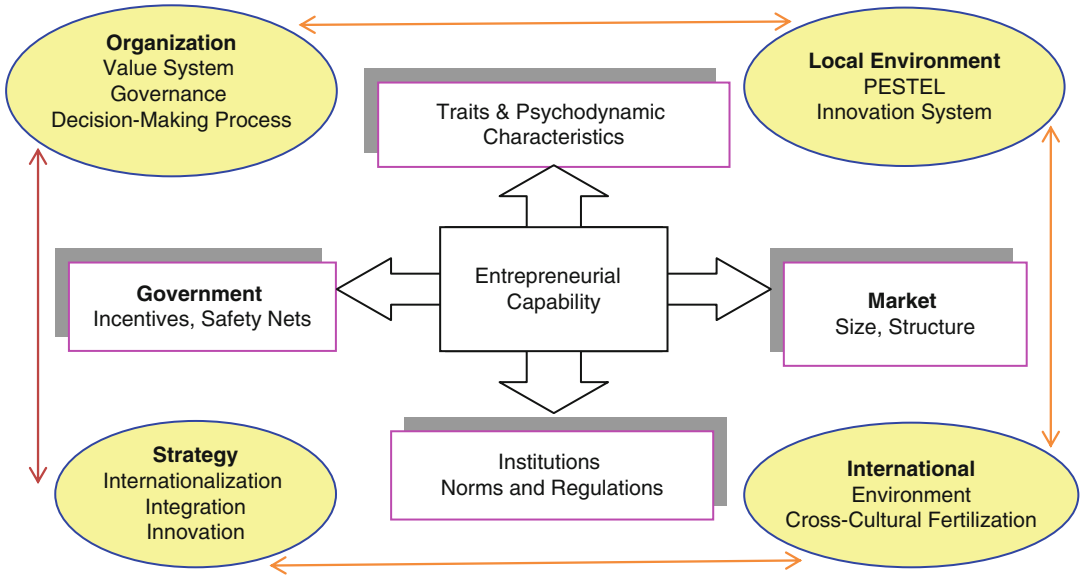 Organization
Value System
Governance
Decision-Making Process
Local Environment
PESTEL
Innovation System
Traits & Psychodynamic
Characteristics
Government
Incentives, Safety Nets
Entrepreneurial
Capability
Market
Size, Structure
Strategy
Internationalization
Integration
Innovation
Institutions
Norms and Regulations
International
Environment
Cross-Cultural Fertilization